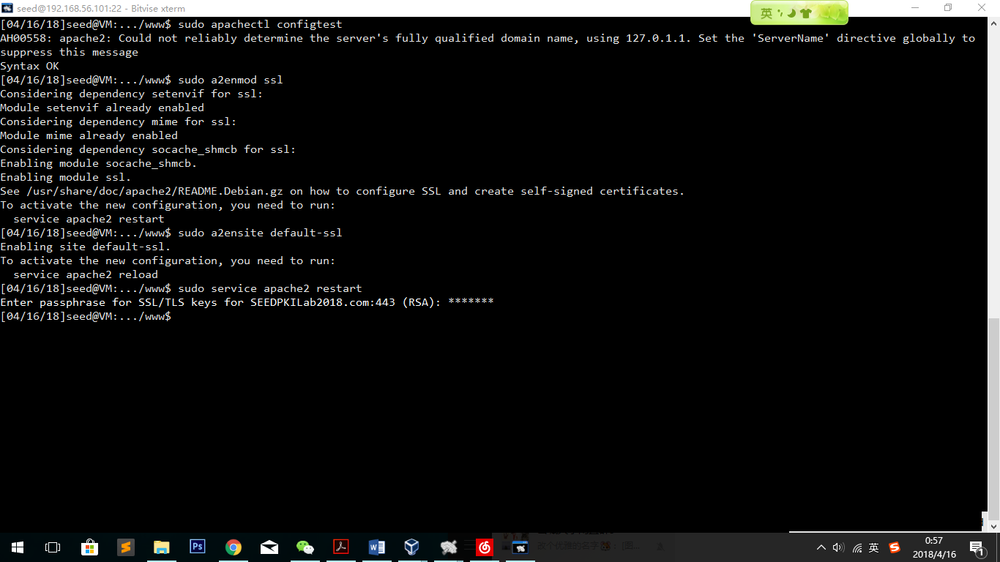 seed@192.168.56.101:22 - Bitvise xterm
英
[04/16/18]seed@VM:.../www$ sudo apachectl configtest
AH00558: apache2: Could not reliably determine the server's fully qualified domain name, using 127.0.1.1. Set the 'ServerName' directive globally to
suppress this message
Syntax OK
[04/16/18]seed@VM:.../www$ sudo a2enmod ssl
Considering dependency setenvif for ssl:
Module setenvif already enabled
Considering dependency mime for ssl:
Module mime already enabled
Considering dependency socache_shmcb for ssl:
Enabling module socache_shmcb.
Enabling module ssl.
See /usr/share/doc/apache2/README.Debian.gz on how to configure SSL and create self-signed certificates.
To activate the new configuration, you need to run:
  service apache2 restart
[04/16/18]seed@VM:.../www$ sudo a2ensite default-ssl
Enabling site default-ssl.
To activate the new configuration, you need to run:
  service apache2 reload
[04/16/18]seed@VM:.../www$ sudo service apache2 restart
Enter passphrase for SSL/TLS keys for SEEDPKILab2018.com:443 (RSA): *******
[04/16/18]seed@VM:.../www$
Ps
英
0:57
2018/4/16
1